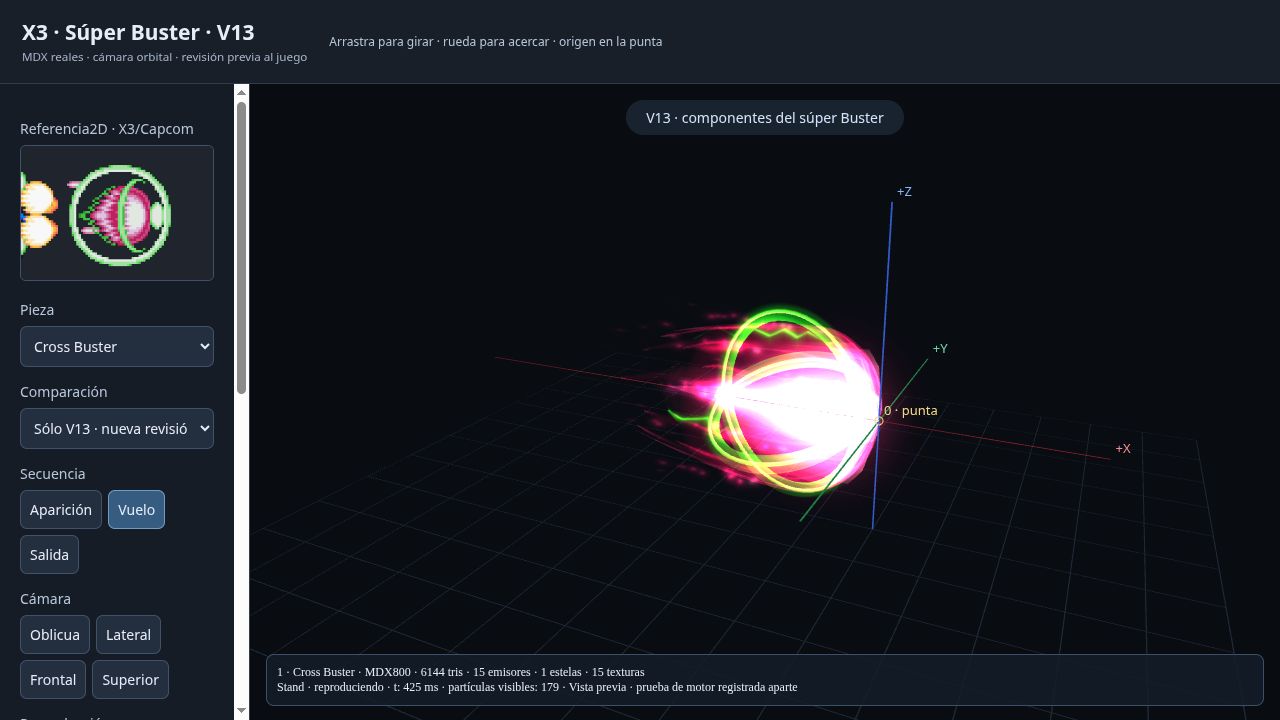 X3 · Súper Buster · V13
MDX reales · cámara orbital · revisión previa al juego
Arrastra para girar · rueda para acercar · origen en la punta
Referencia2D · X3/Capcom
Pieza
Cross Buster
Comparación
Sólo V13 · nueva revisió
Secuencia
Aparición
Vuelo
Salida
Cámara
Oblicua
Lateral
Frontal
Superior
V13 · componentes del súper Buster
+Z
+Y
0 · punta
+X
1 · Cross Buster · MDX800 · 6144 tris · 15 emisores · 1 estelas · 15 texturas
Stand · reproduciendo · t: 425 ms · partículas visibles: 179 · Vista previa · prueba de motor registrada aparte